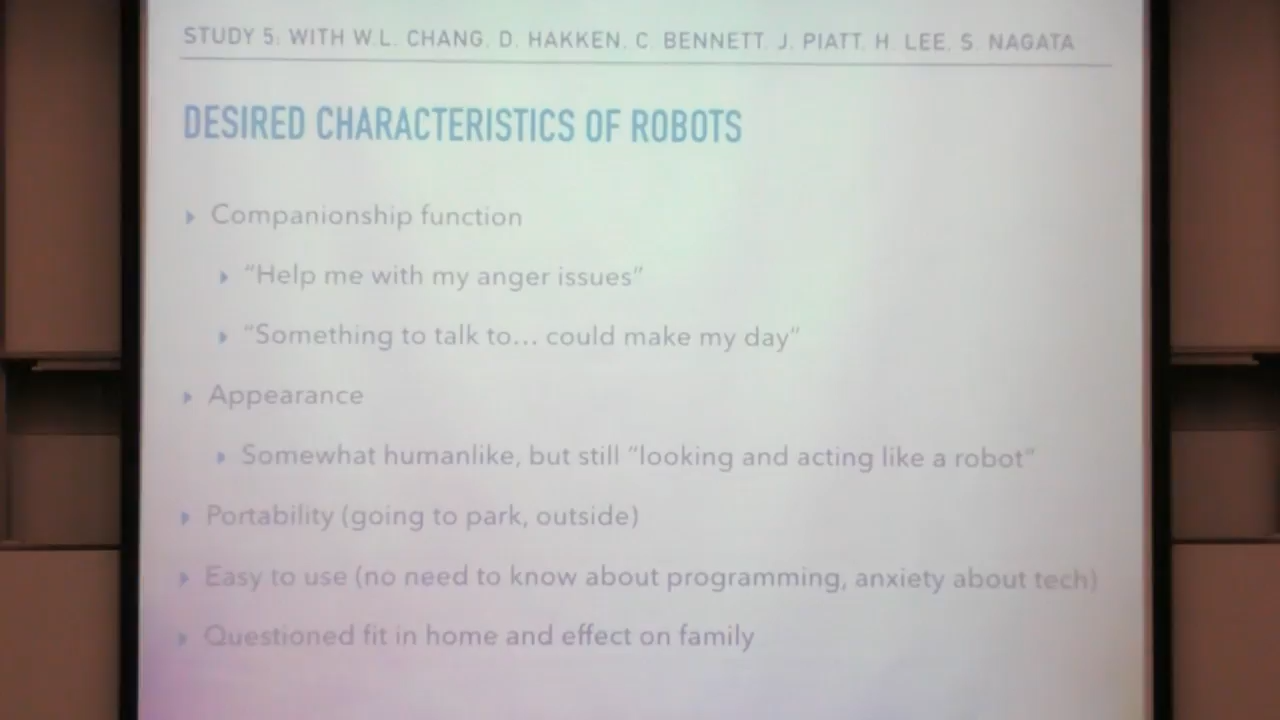 STUDY 5: WITH W.L. CHANG, D. HAKKEN, C. BENNETT, J. PIATT, H. LEE, S. NAGATA
DESIRED CHARACTERISTICS OF ROBOTS
Companionship function
“Help me with my anger issues”
“Something to talk to... could make my day”
Appearance
Somewhat humanlike, but still “looking and acting like a robot”
Portability (going to park, outside)
Easy to use (no need to know about programming, anxiety about tech)
Questioned fit in home and effect on family